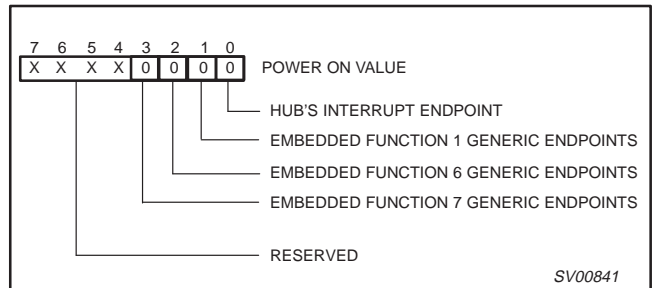 7 6 5 4 3 2 1 0
X X X X 0 0 0 0 POWER ON VALUE
HUB'S INTERRUPT ENDPOINT
EMBEDDED FUNCTION 1 GENERIC ENDPOINTS
EMBEDDED FUNCTION 6 GENERIC ENDPOINTS
EMBEDDED FUNCTION 7 GENERIC ENDPOINTS
RESERVED
SV00841